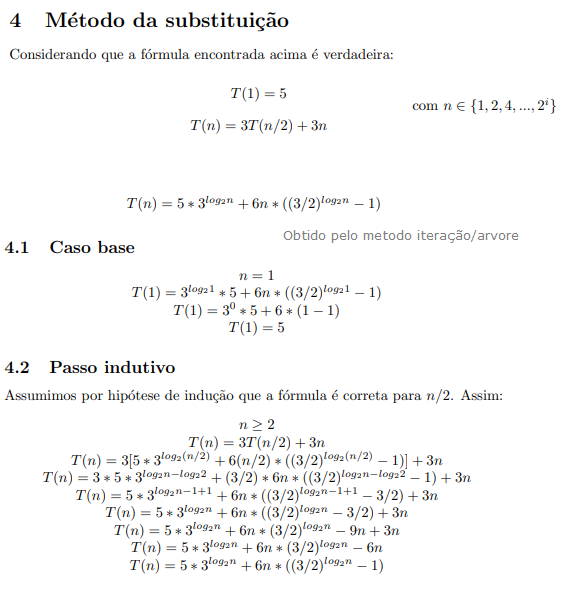 4 Método da substituição
Considerando que a fórmula encontrada acima é verdadeira:
T(1) = 5
com n ∈ {1, 2, 4, ..., 2^i}
T(n) = 3T(n/2) + 3n
T(n) = 5 * 3^{log_2 n} + 6n * ((3/2)^{log_2 n} − 1)
Obtido pelo metodo iteração/arvore
4.1 Caso base
n = 1
T(1) = 3^{log_2 1} * 5 + 6n * ((3/2)^{log_2 1} − 1)
T(1) = 3^0 * 5 + 6 * (1 − 1)
T(1) = 5
4.2 Passo indutivo
Assumimos por hipótese de indução que a fórmula é correta para n/2. Assim:
n ≥ 2
T(n) = 3T(n/2) + 3n
T(n) = 3[5 * 3^{log_2 (n/2)} + 6(n/2) * ((3/2)^{log_2 (n/2)} − 1)] + 3n
T(n) = 3 * 5 * 3^{log_2 n−log_2 2} + (3/2) * 6n * ((3/2)^{log_2 n−log_2 2} − 1) + 3n
T(n) = 5 * 3^{log_2 n−1+1} + 6n * ((3/2)^{log_2 n−1+1} − 3/2) + 3n
T(n) = 5 * 3^{log_2 n} + 6n * ((3/2)^{log_2 n} − 3/2) + 3n
T(n) = 5 * 3^{log_2 n} + 6n * (3/2)^{log_2 n} − 9n + 3n
T(n) = 5 * 3^{log_2 n} + 6n * (3/2)^{log_2 n} − 6n
T(n) = 5 * 3^{log_2 n} + 6n * ((3/2)^{log_2 n} − 1)